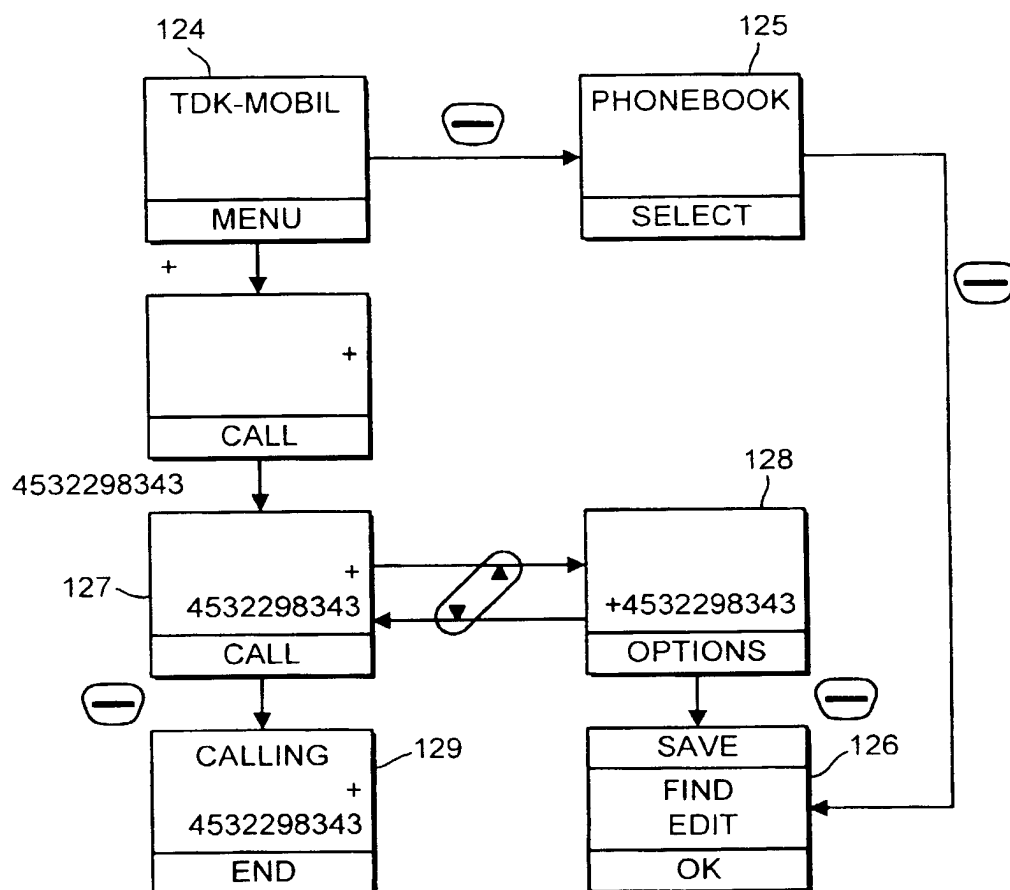 124
125
TDK-MOBIL
PHONEBOOK
MENU
SELECT
+
+
CALL
4532298343
128
127
+
4532298343
+4532298343
CALL
OPTIONS
129
126
CALLING
+
4532298343
END
SAVE
FIND
EDIT
OK